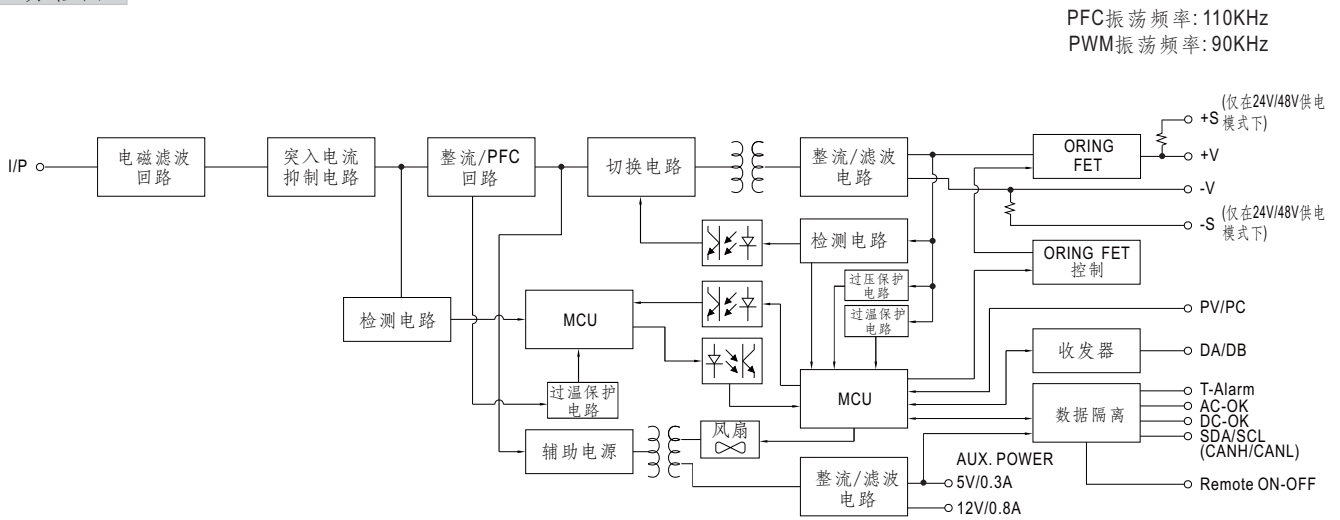 PFC振荡频率: 110KHz
PWM振荡频率: 90KHz
I/P
电磁滤波
回路
突入电流
抑制电路
整流/PFC
回路
切换电路
整流/滤波
电路
ORING
FET
+S
(仅在24V/48V供电
模式下)
+V
-V
-S
(仅在24V/48V供电
模式下)
检测电路
ORING FET
控制
过压保护
电路
过温保护
电路
检测电路
MCU
PV/PC
收发器
DA/DB
过温保护
电路
MCU
数据隔离
T-Alarm
AC-OK
DC-OK
SDA/SCL
(CANH/CANL)
辅助电源
风扇
整流/滤波
电路
AUX. POWER
5V/0.3A
12V/0.8A
Remote ON-OFF